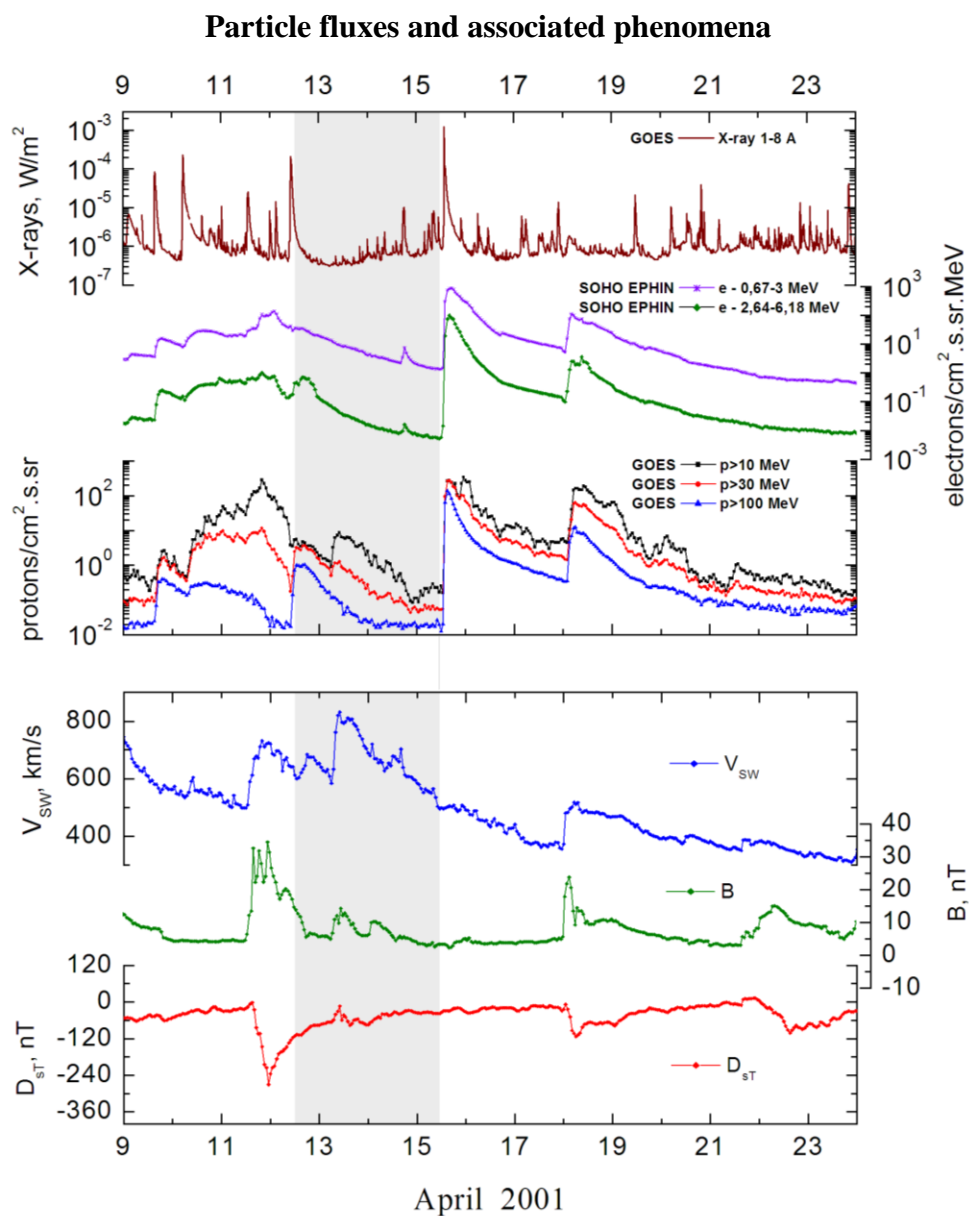 Particle fluxes and associated phenomena
9 11 13 15 17 19 21 23
X-rays, W/m²
10⁻³
10⁻⁴
10⁻⁵
10⁻⁶
10⁻⁷
GOES X-ray 1-8 A
SOHO EPHIN e - 0,67-3 MeV
SOHO EPHIN e - 2,64-6,18 MeV
10³
10¹
10⁻¹
10⁻³
electrons/cm².s.sr.MeV
protons/cm².s.sr
10²
10⁰
10⁻²
GOES p>10 MeV
GOES p>30 MeV
GOES p>100 MeV
V_SW, km/s
800
600
400
V_SW
40
30
20
10
0
-10
B, nT
B
D_sT, nT
120
0
-120
-240
-360
D_sT
9 11 13 15 17 19 21 23
April 2001